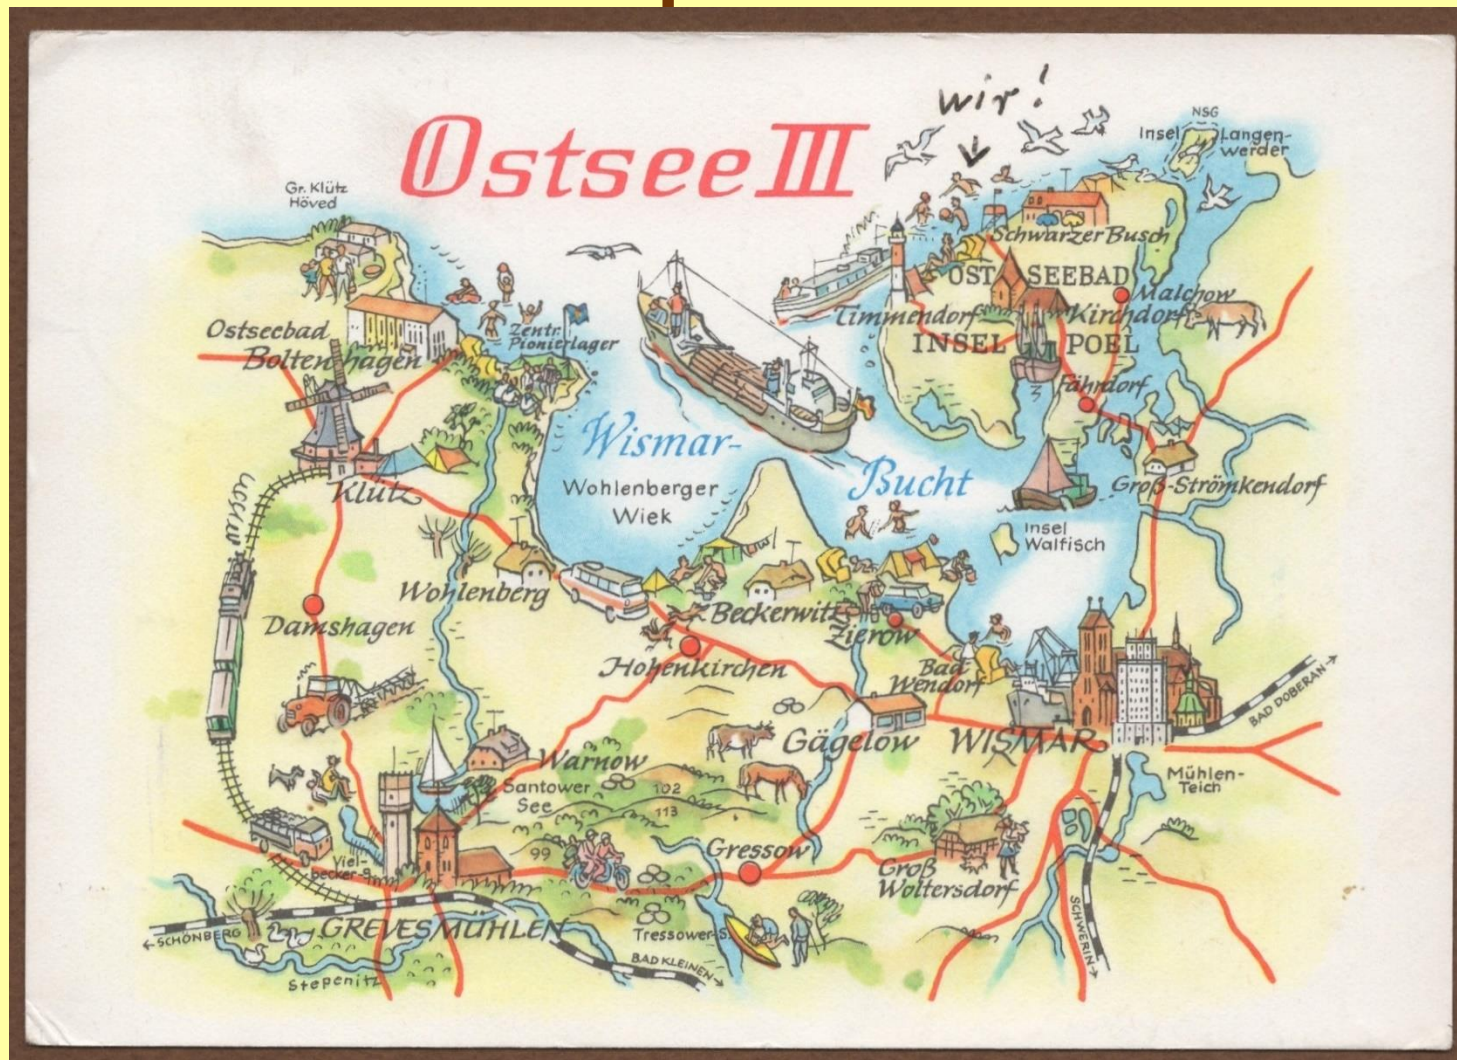 wir!
Ostsee III
NSG
Insel Langen-
werder
Gr. Klütz
Höved
Schwarzer Busch
OST SEEBAD
Malchow
Timmendorf
Kirchdorf
INSEL POEL
Ostseebad
Boltenhagen
Zentr.
Pionierlager
Fährdorf
Wismar-
Bucht
Klütz
Wohlenberger
Wiek
Groß-Strömkendorf
Insel
Walfisch
Wohlenberg
Beckerwitz
Damshagen
Zierow
Hohenkirchen
Bad
Wendorf
BAD DOBERAN
Gägelow
WISMAR
Warnow
Mühlen-
Teich
Santower
See
102
113
99
Gressow
Viel-
becker-S.
Groß
Woltersdorf
SCHÖNBERG
GREVESMÜHLEN
Tressower-S.
SCHWERIN
BAD KLEINEN
Stepenitz